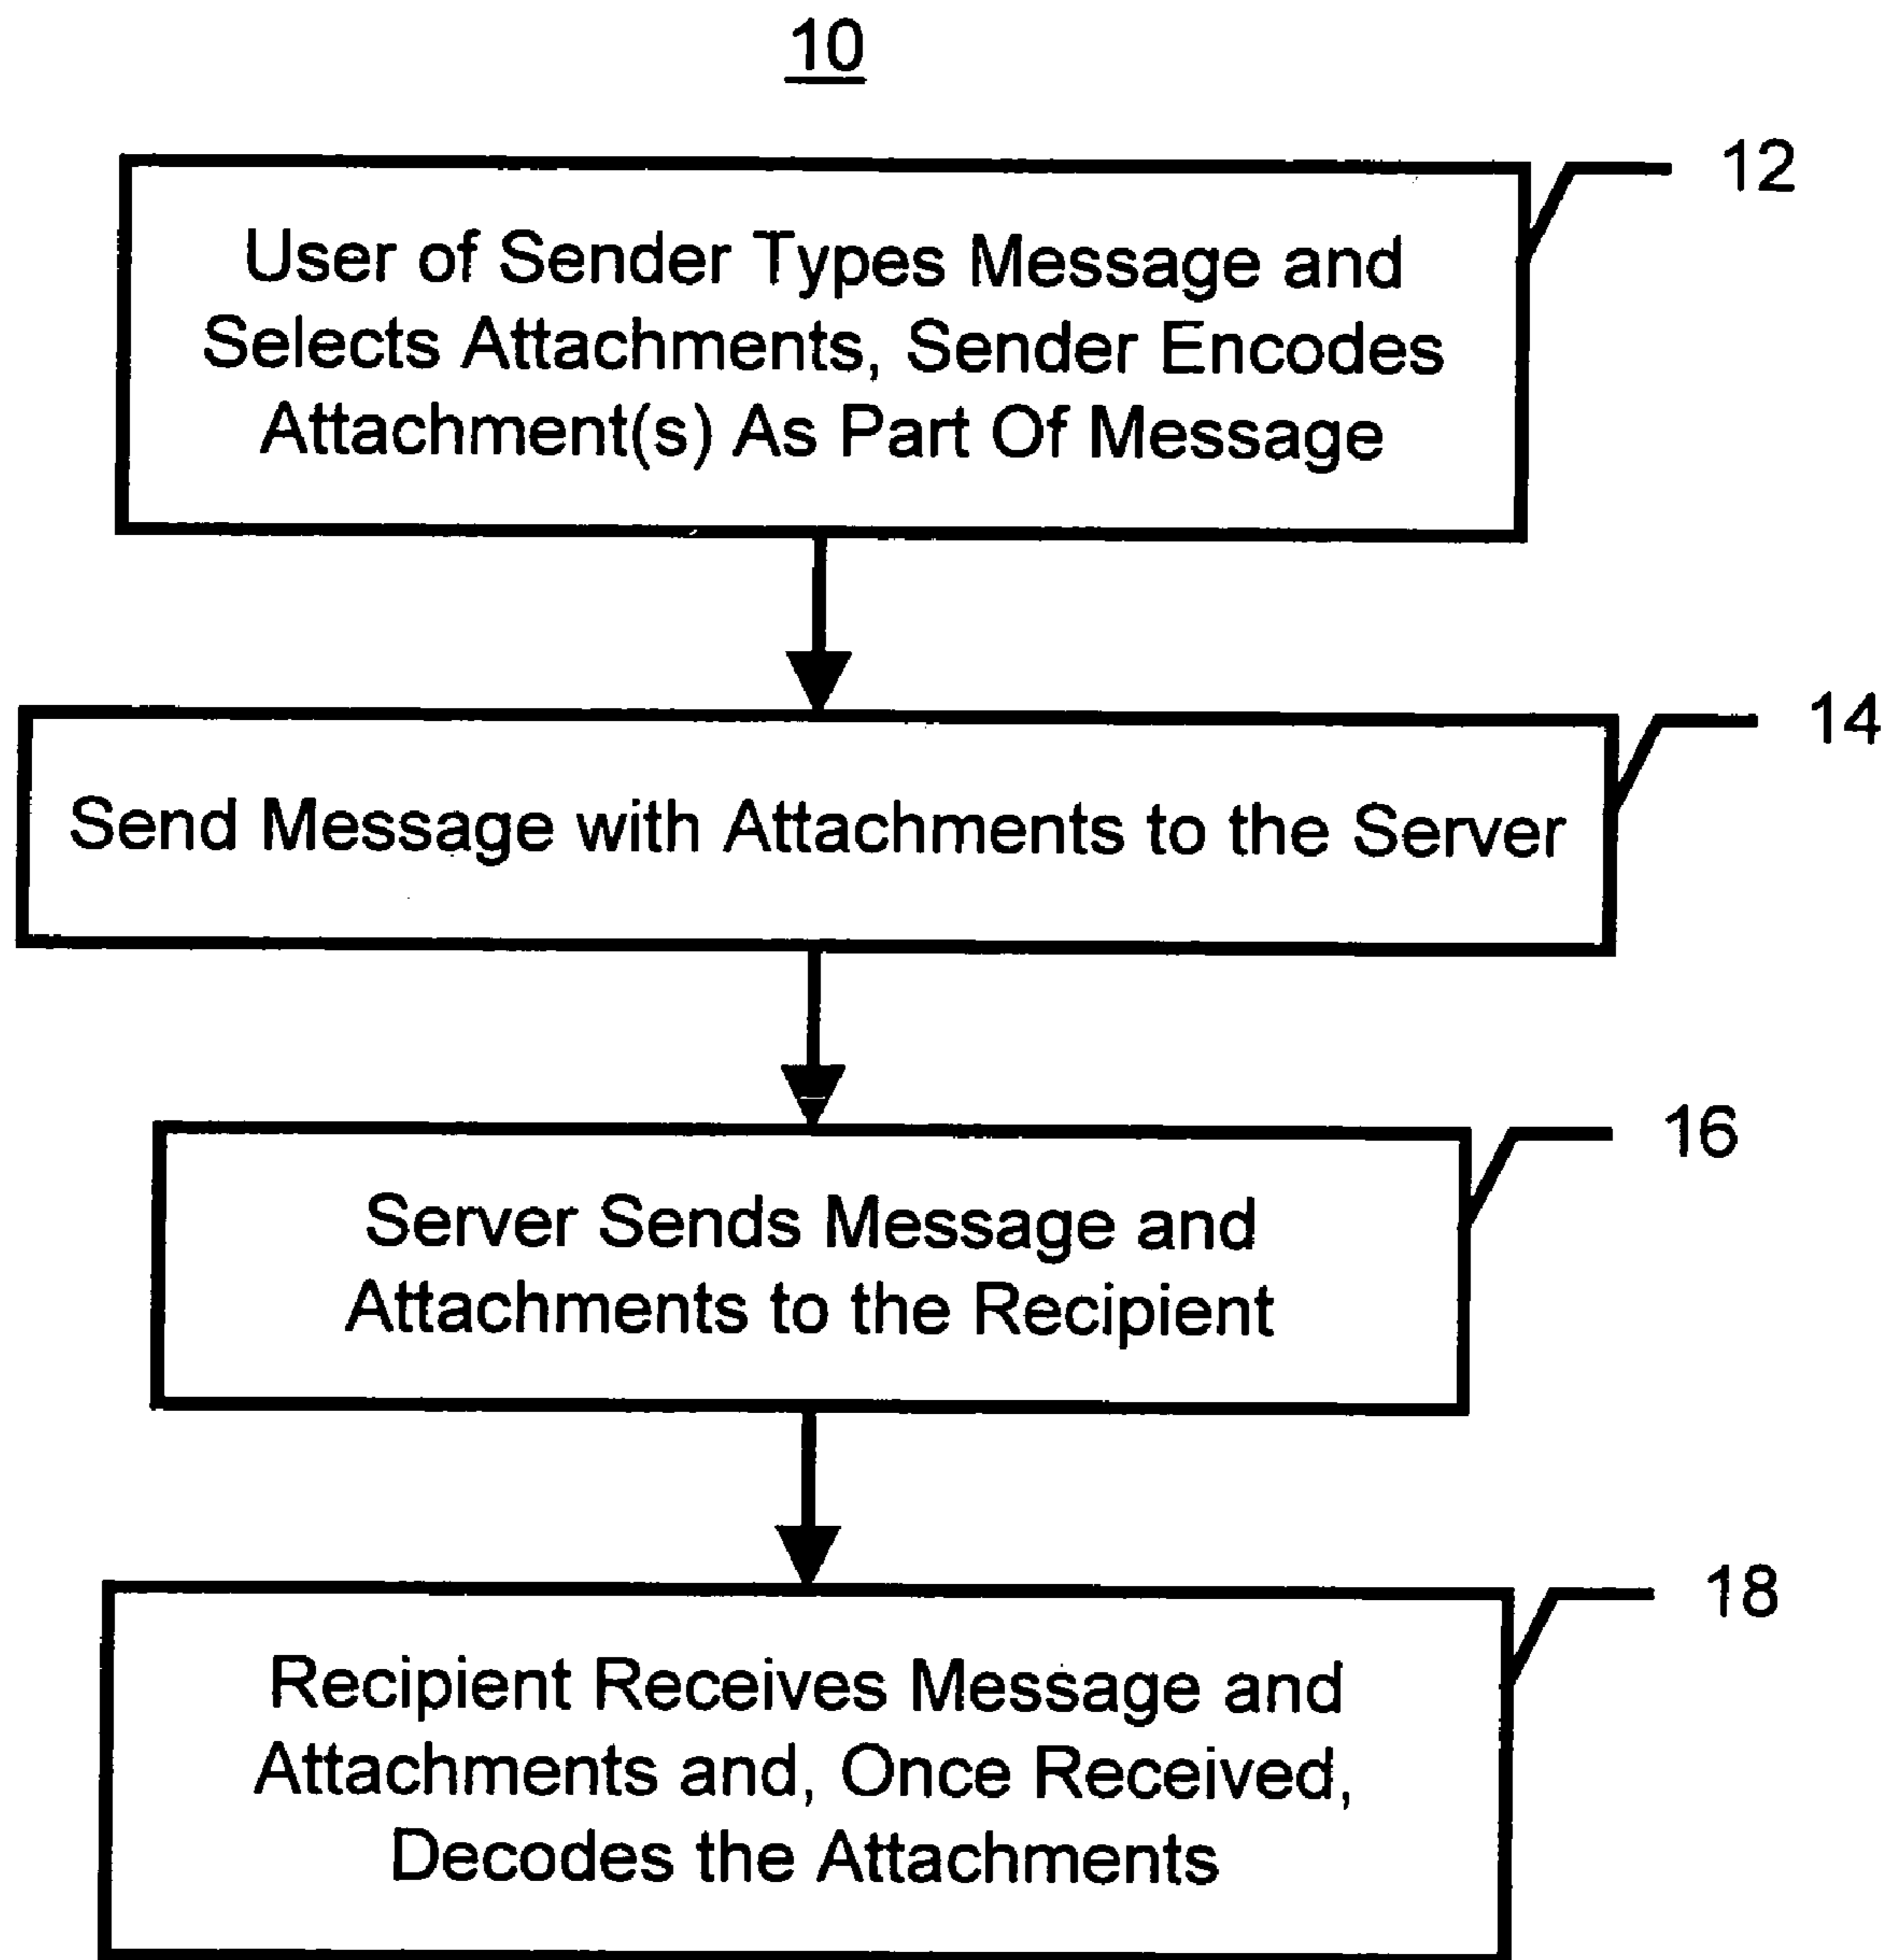 10
12
User of Sender Types Message and
Selects Attachments, Sender Encodes
Attachment(s) As Part Of Message
14
Send Message with Attachments to the Server
16
Server Sends Message and
Attachments to the Recipient
18
Recipient Receives Message and
Attachments and, Once Received,
Decodes the Attachments